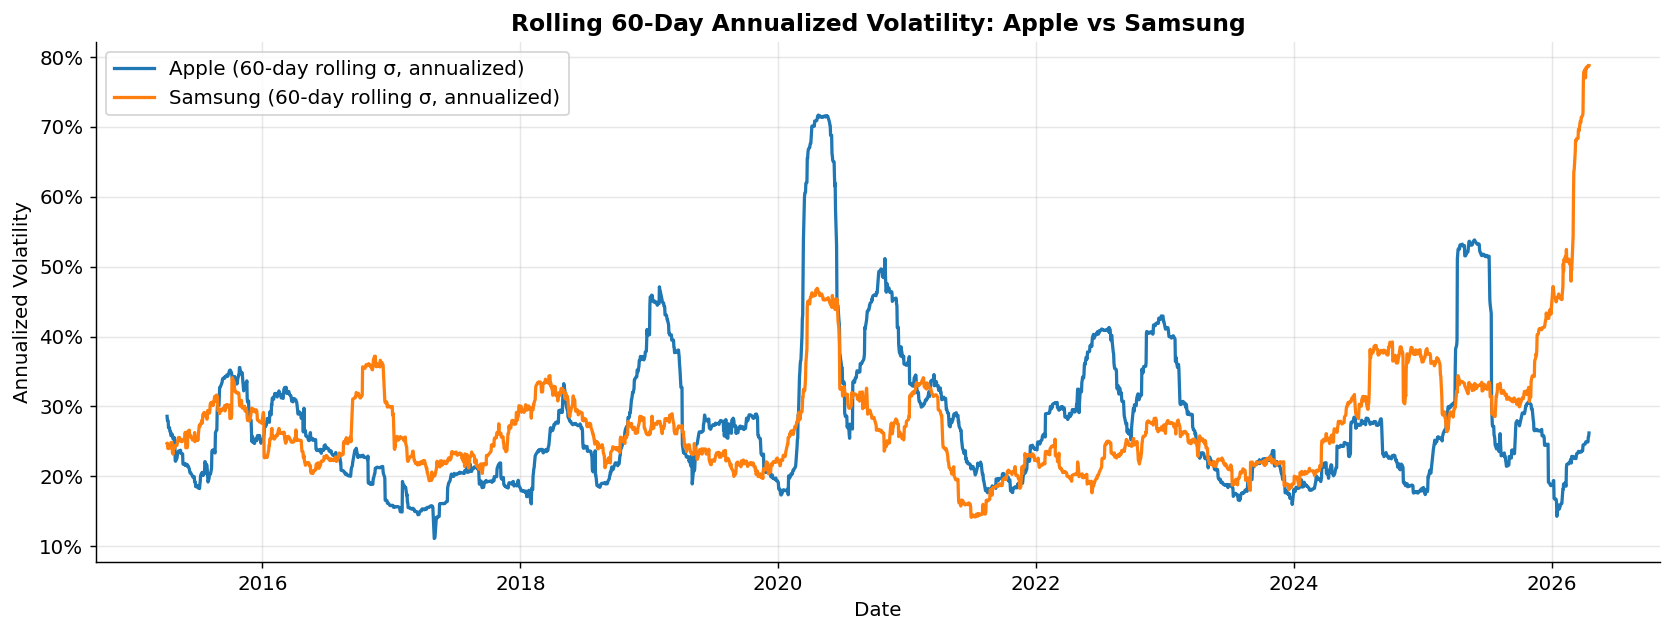 Rolling 60-Day Annualized Volatility: Apple vs Samsung
Apple (60-day rolling σ, annualized)
Samsung (60-day rolling σ, annualized)
Annualized Volatility
80%
70%
60%
50%
40%
30%
20%
10%
2016
2018
2020
2022
2024
2026
Date